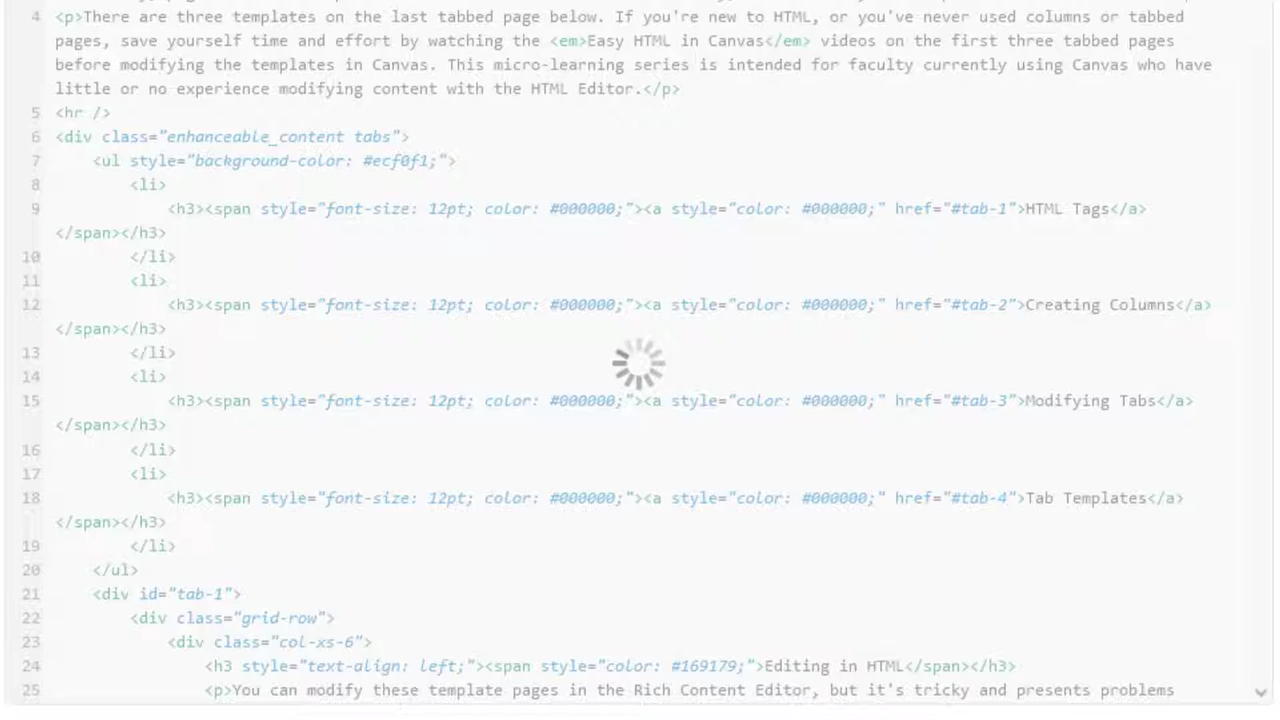 4 <p>There are three templates on the last tabbed page below. If you're new to HTML, or you've never used columns or tabbed
pages, save yourself time and effort by watching the <em>Easy HTML in Canvas</em> videos on the first three tabbed pages
before modifying the templates in Canvas. This micro-learning series is intended for faculty currently using Canvas who have
little or no experience modifying content with the HTML Editor.</p>
5 <hr />
6 <div class="enhanceable_content tabs">
7 <ul style="background-color: #ecf0f1;">
8 <li>
9 <h3><span style="font-size: 12pt; color: #000000;"><a style="color: #000000;" href="#tab-1">HTML Tags</a>
</span></h3>
10 </li>
11 <li>
12 <h3><span style="font-size: 12pt; color: #000000;"><a style="color: #000000;" href="#tab-2">Creating Columns</a>
</span></h3>
13 </li>
14 <li>
15 <h3><span style="font-size: 12pt; color: #000000;"><a style="color: #000000;" href="#tab-3">Modifying Tabs</a>
</span></h3>
16 </li>
17 <li>
18 <h3><span style="font-size: 12pt; color: #000000;"><a style="color: #000000;" href="#tab-4">Tab Templates</a>
</span></h3>
19 </li>
20 </ul>
21 <div id="tab-1">
22 <div class="grid-row">
23 <div class="col-xs-6">
24 <h3 style="text-align: left;"><span style="color: #169179;">Editing in HTML</span></h3>
25 <p>You can modify these template pages in the Rich Content Editor, but it's tricky and presents problems